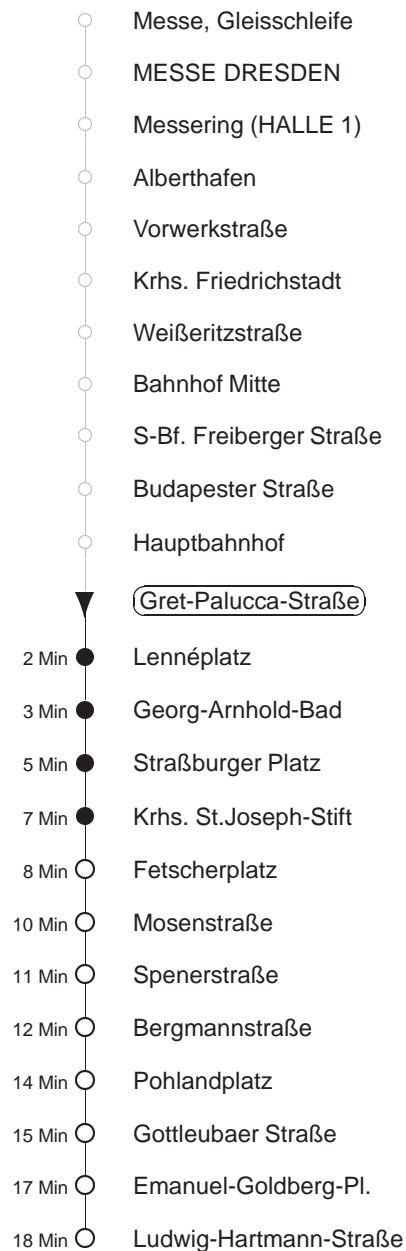 Messe, Gleisschleife
MESSE DRESDEN
Messering (HALLE 1)
Alberthafen
Vorwerkstraße
Krhs. Friedrichstadt
Weißeritzstraße
Bahnhof Mitte
S-Bf. Freiberger Straße
Budapester Straße
Hauptbahnhof
Gret-Palucca-Straße
2 Min Lennéplatz
3 Min Georg-Arnhold-Bad
5 Min Straßburger Platz
7 Min Krhs. St.Joseph-Stift
8 Min Fetscherplatz
10 Min Mosenstraße
11 Min Spenerstraße
12 Min Bergmannstraße
14 Min Pohlandplatz
15 Min Gottleubaer Straße
17 Min Emanuel-Goldberg-Pl.
18 Min Ludwig-Hartmann-Straße